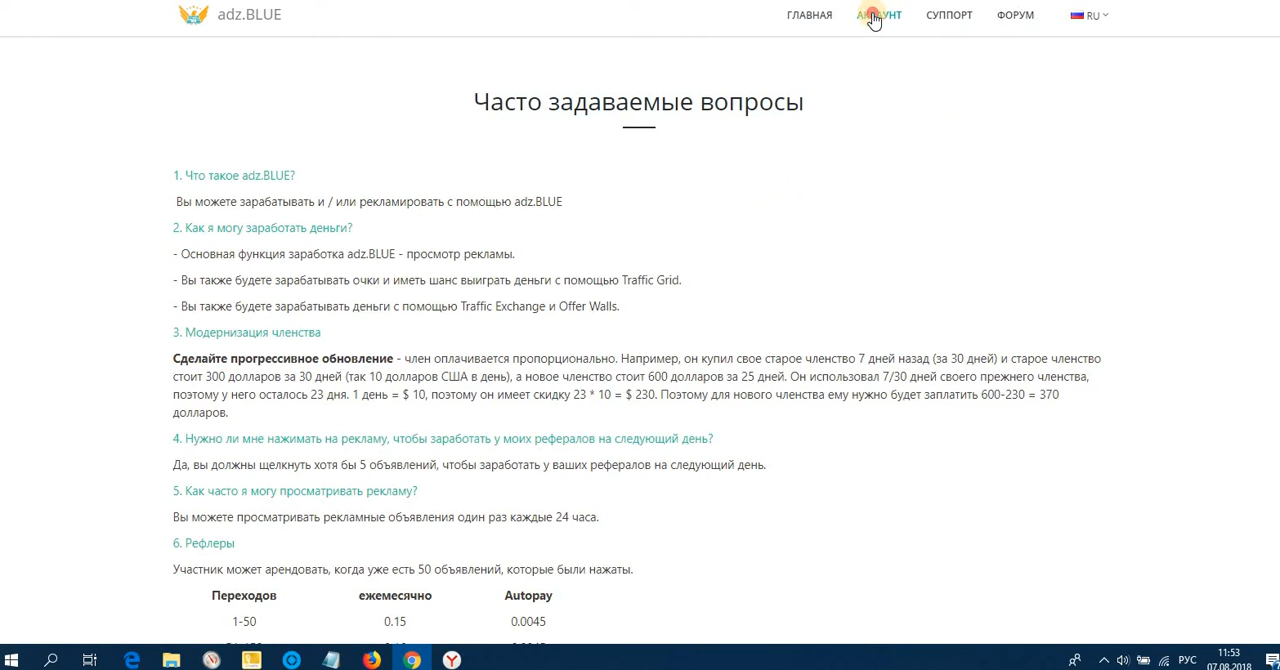 adz.BLUE
ГЛАВНАЯ АККАУНТ СУППОРТ ФОРУМ RU
Часто задаваемые вопросы
1. Что такое adz.BLUE?
Вы можете зарабатывать и / или рекламировать с помощью adz.BLUE
2. Как я могу заработать деньги?
- Основная функция заработка adz.BLUE - просмотр рекламы.
- Вы также будете зарабатывать очки и иметь шанс выиграть деньги с помощью Traffic Grid.
- Вы также будете зарабатывать деньги с помощью Traffic Exchange и Offer Walls.
3. Модернизация членства
Сделайте прогрессивное обновление - член оплачивается пропорционально. Например, он купил свое старое членство 7 дней назад (за 30 дней) и старое членство
стоит 300 долларов за 30 дней (так 10 долларов США в день), а новое членство стоит 600 долларов за 25 дней. Он использовал 7/30 дней своего прежнего членства,
поэтому у него осталось 23 дня. 1 день = $ 10, поэтому он имеет скидку 23 * 10 = $ 230. Поэтому для нового членства ему нужно будет заплатить 600-230 = 370
долларов.
4. Нужно ли мне нажимать на рекламу, чтобы заработать у моих рефералов на следующий день?
Да, вы должны щелкнуть хотя бы 5 объявлений, чтобы заработать у ваших рефералов на следующий день.
5. Как часто я могу просматривать рекламу?
Вы можете просматривать рекламные объявления один раз каждые 24 часа.
6. Рефлеры
Участник может арендовать, когда уже есть 50 объявлений, которые были нажаты.
Переходов ежемесячно Autopay
1-50 0.15 0.0045
РУС
11:53
07.08.2018